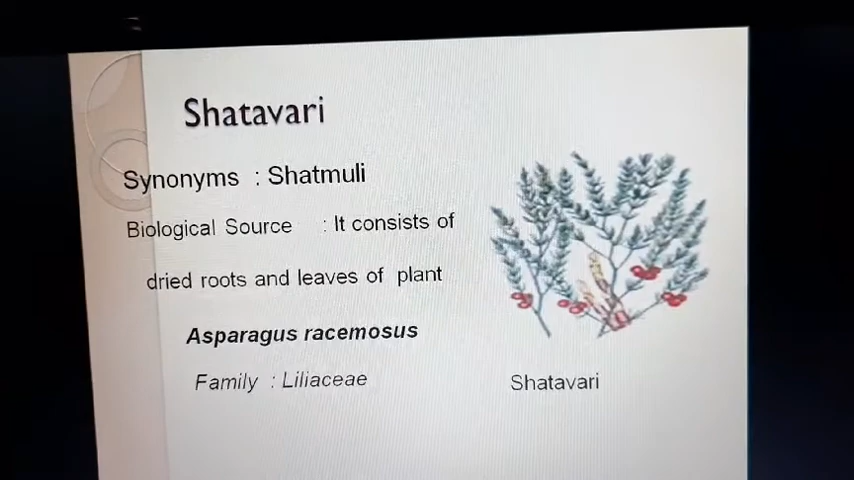 Shatavari
Synonyms : Shatmuli
Biological Source : It consists of
dried roots and leaves of plant
Asparagus racemosus
Family : Liliaceae
Shatavari